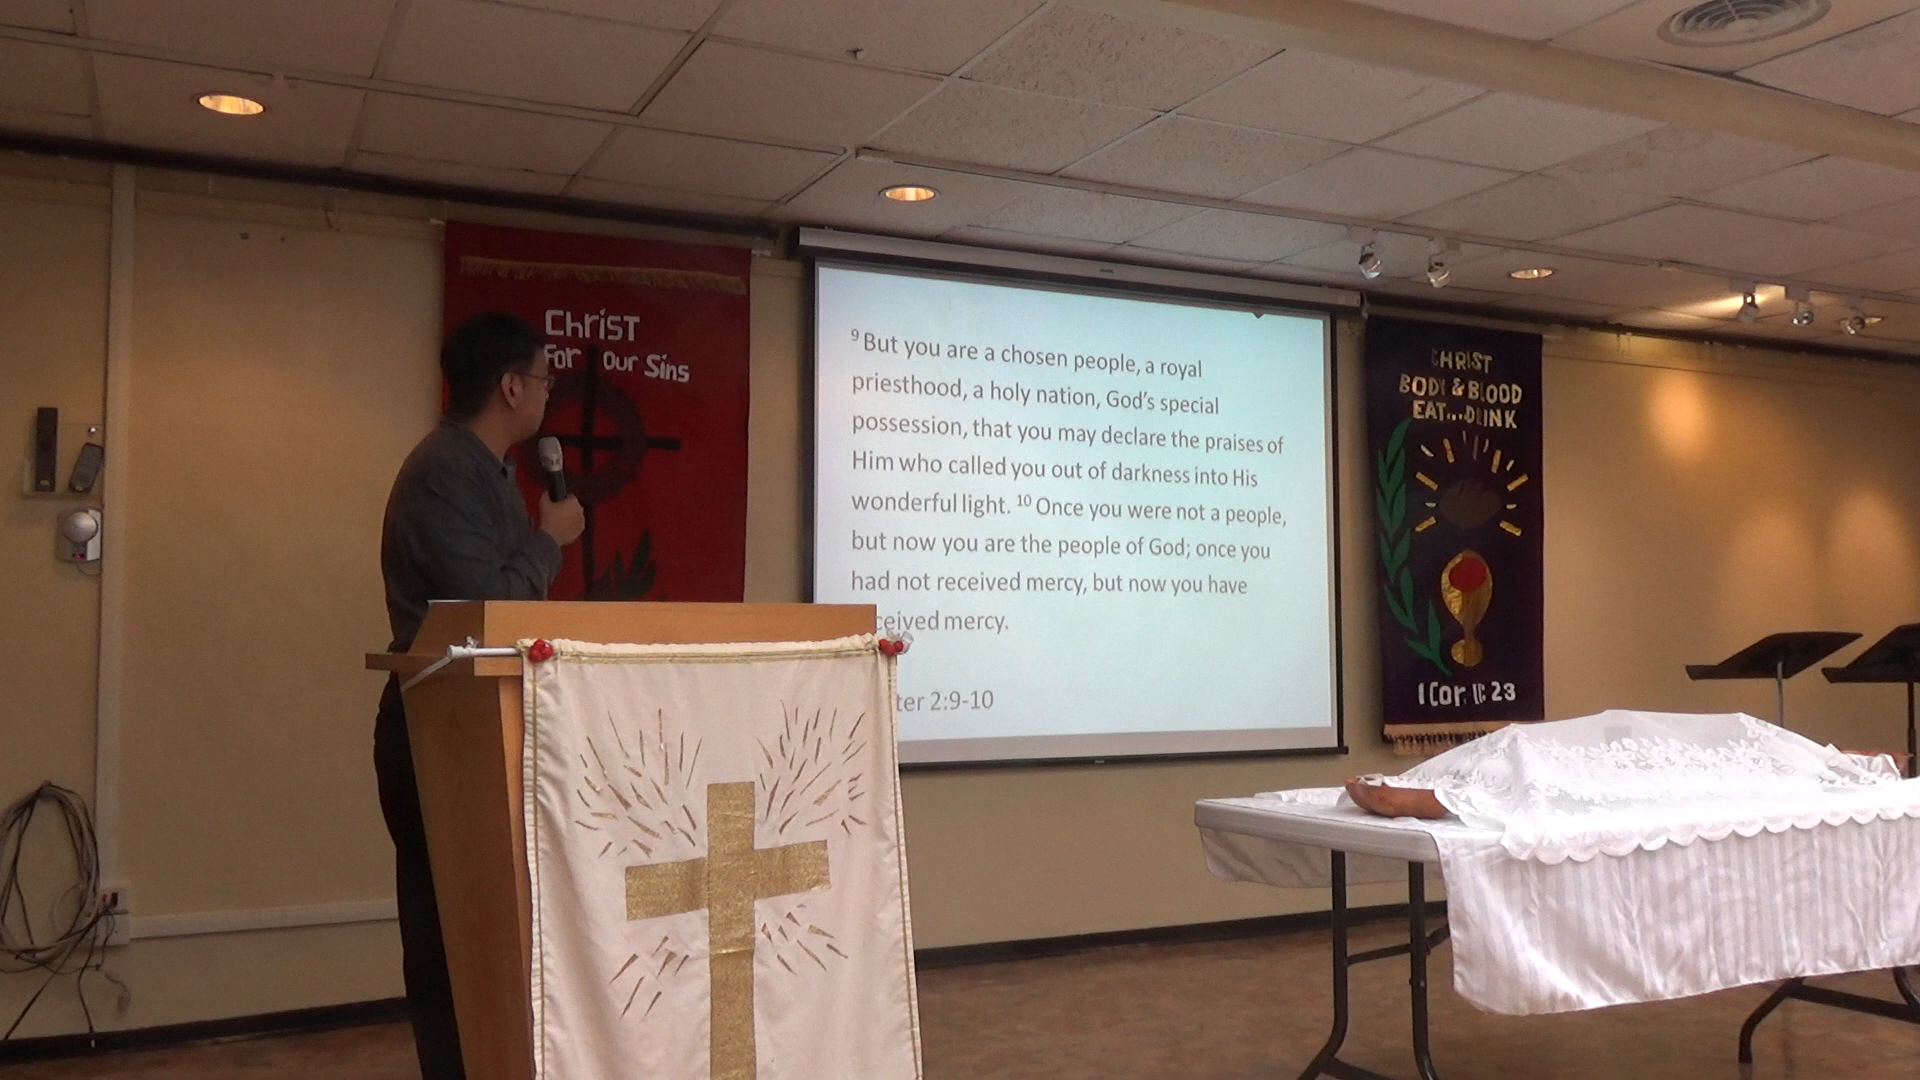 Christ
For our Sins
9 But you are a chosen people, a royal
priesthood, a holy nation, God's special
possession, that you may declare the praises of
Him who called you out of darkness into His
wonderful light. 10 Once you were not a people,
but now you are the people of God; once you
had not received mercy, but now you have
ceived mercy.
ter 2:9-10
CHRIST
BODY & BLOOD
EAT...DRINK
1 Cor. 23